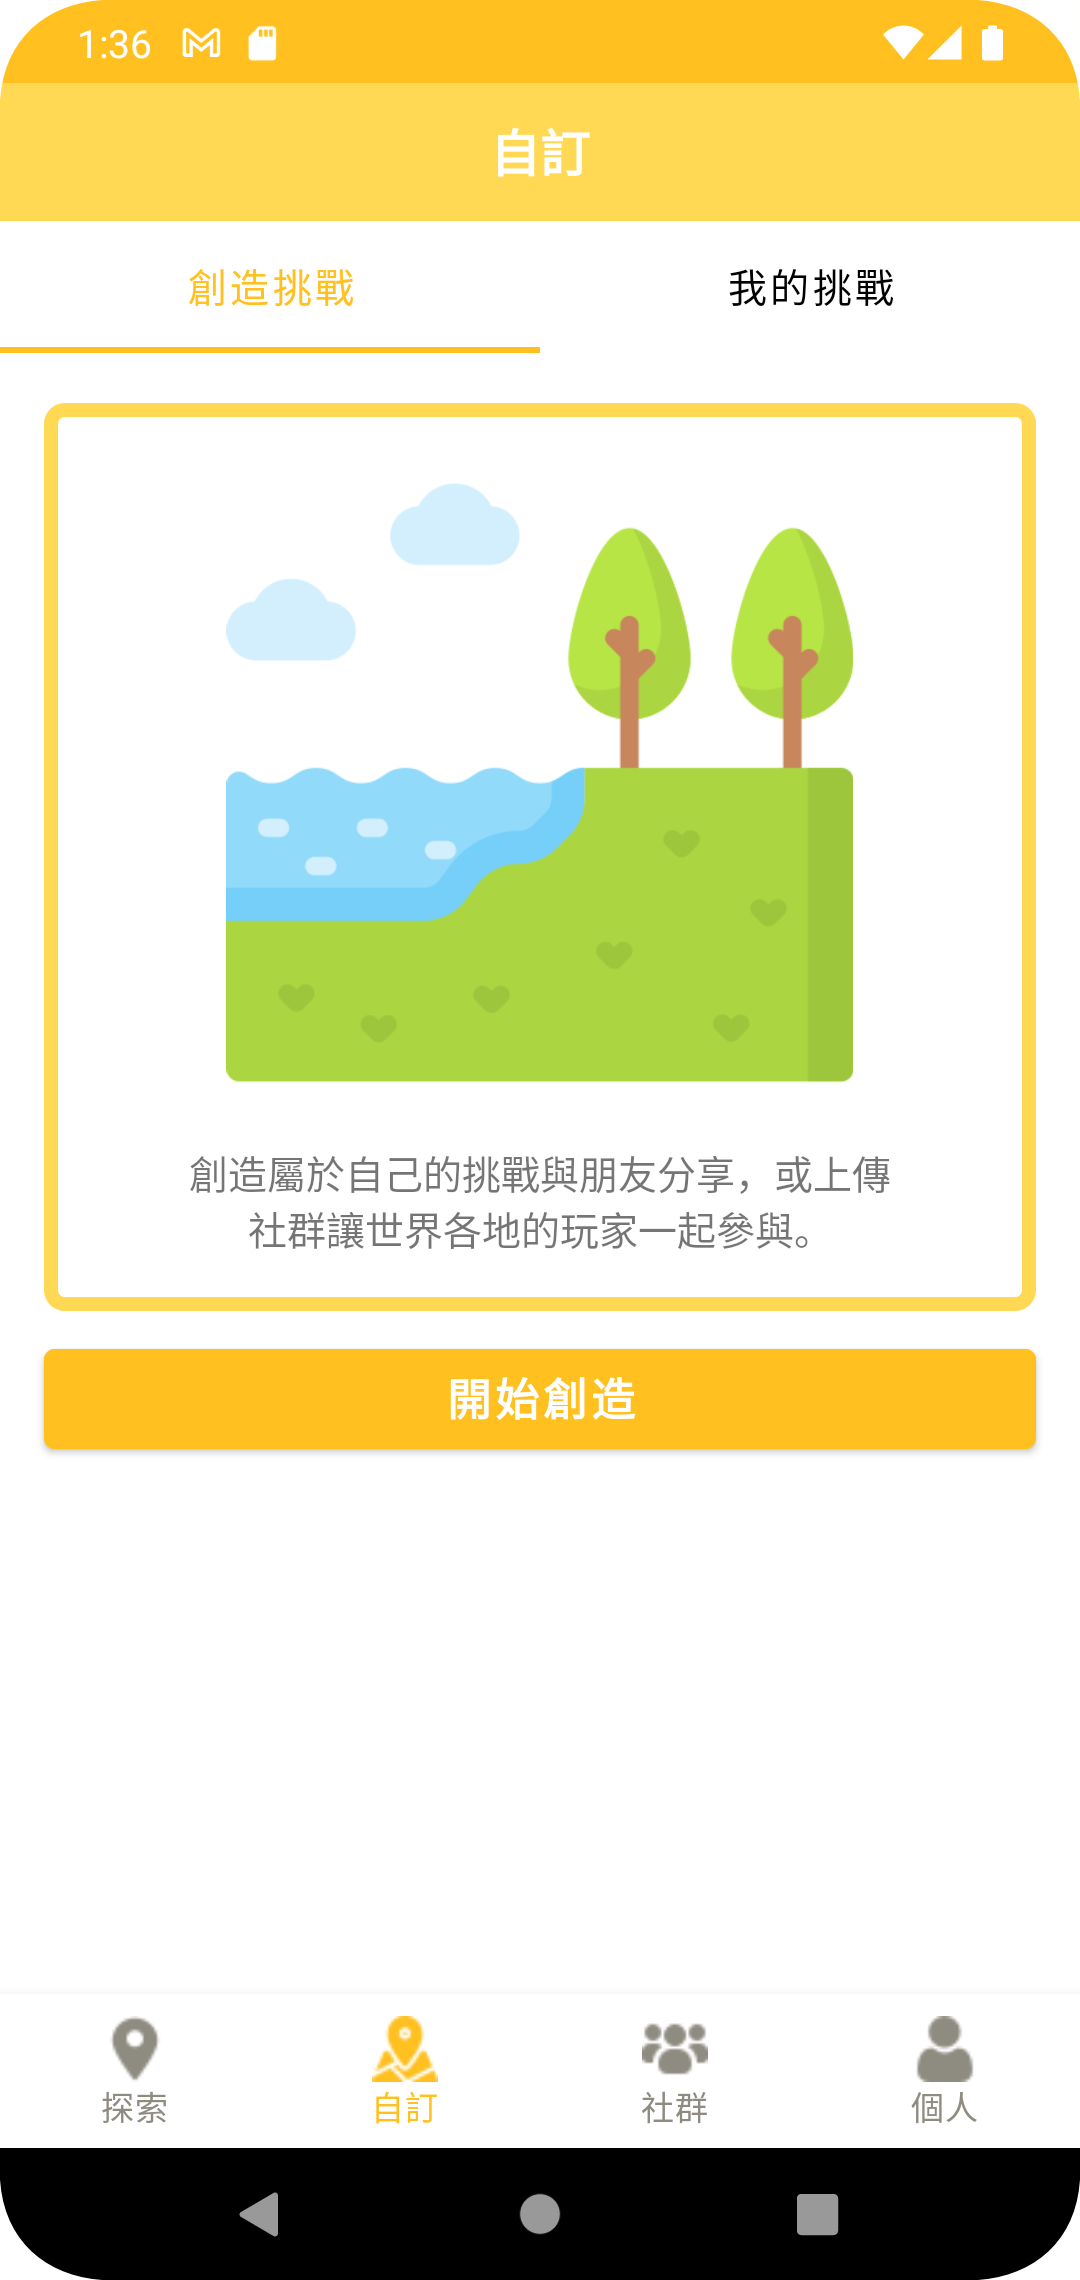 1:36
自訂
創造挑戰
我的挑戰
創造屬於自己的挑戰與朋友分享，或上傳
社群讓世界各地的玩家一起參與。
開始創造
探索
自訂
社群
個人